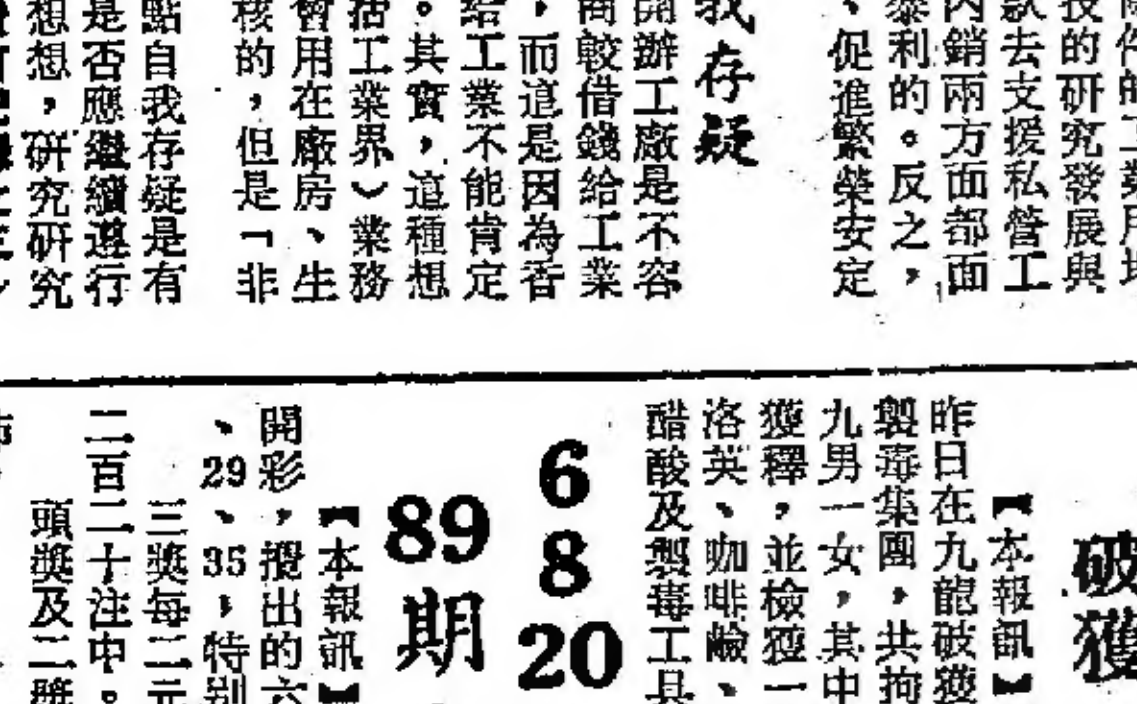 件的工業用
技的研究發展與
款去支援私營工
內銷兩方面都面
泰利的。反之，
、促進繁榮安定
我存疑
開辦工廠是不容
商較借錢給工業
，而這是因為香
給工業不能肯定
。其實，這種想
括工業界）業務
會用在廠房、生
核的，但是「非
點自我存疑是有
是否應繼續遵行
想想，研究研究
破獲
【本報訊】
昨日在九龍破獲
製毒集團，共拘
九男一女，其中
獲釋，並檢獲一
洛英、咖啡鹼、
醋酸及製毒工具
6 8 20
89期
【本報訊】
開彩，攪出的六
、29、35，特別
三獎每二元
二百二十注中。
頭獎及二獎